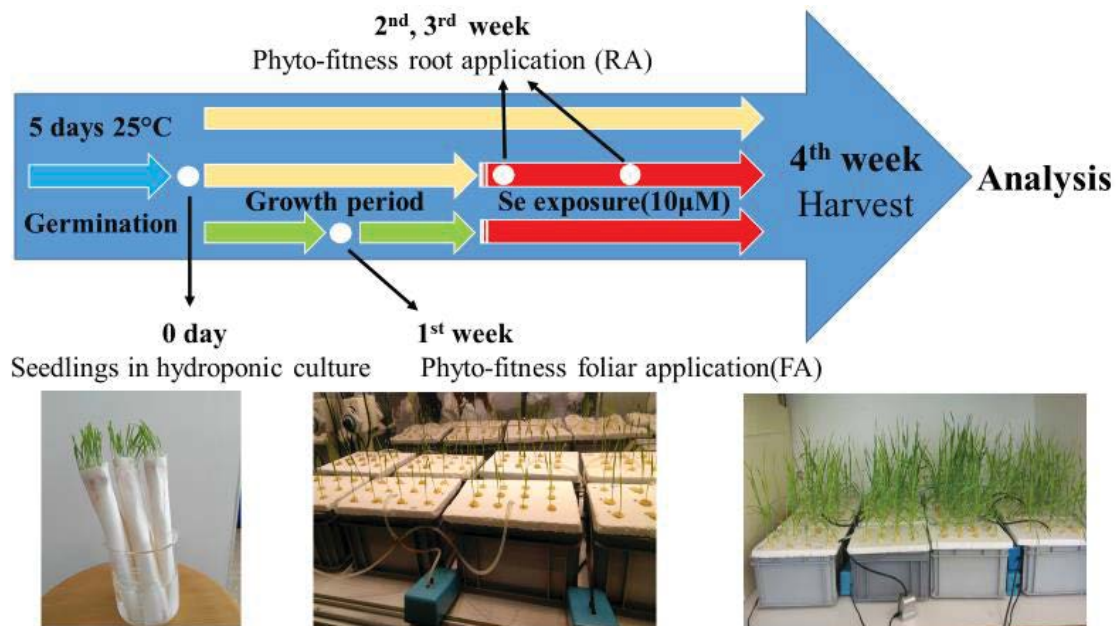 2nd, 3rd week
Phyto-fitness root application (RA)
5 days 25°C
Germination
Growth period
Se exposure(10μM)
4th week
Harvest
Analysis
0 day
Seedlings in hydroponic culture
1st week
Phyto-fitness foliar application(FA)